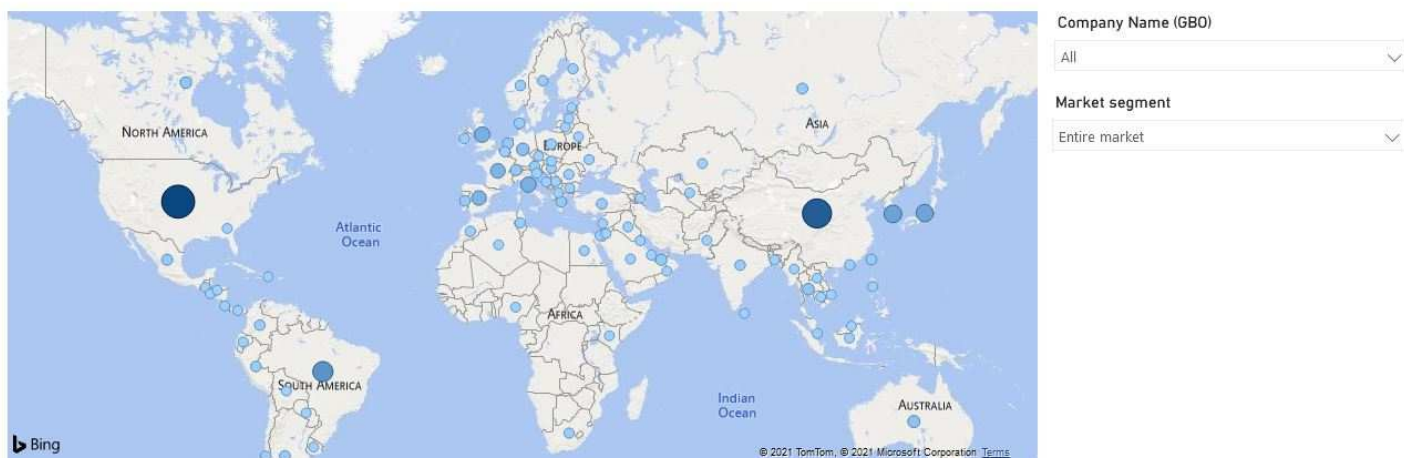 Company Name (GBO)
All
Market segment
Entire market
NORTH AMERICA
EUROPE
ASIA
Atlantic
Ocean
AFRICA
SOUTH AMERICA
Indian
Ocean
AUSTRALIA
Bing
© 2021 TomTom, © 2021 Microsoft Corporation Terms